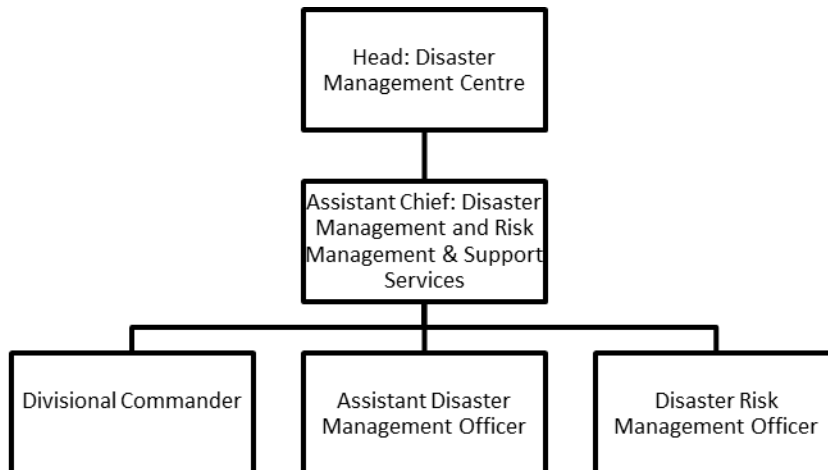 Head: Disaster
Management Centre
Assistant Chief: Disaster
Management and Risk
Management & Support
Services
Divisional Commander
Assistant Disaster
Management Officer
Disaster Risk
Management Officer